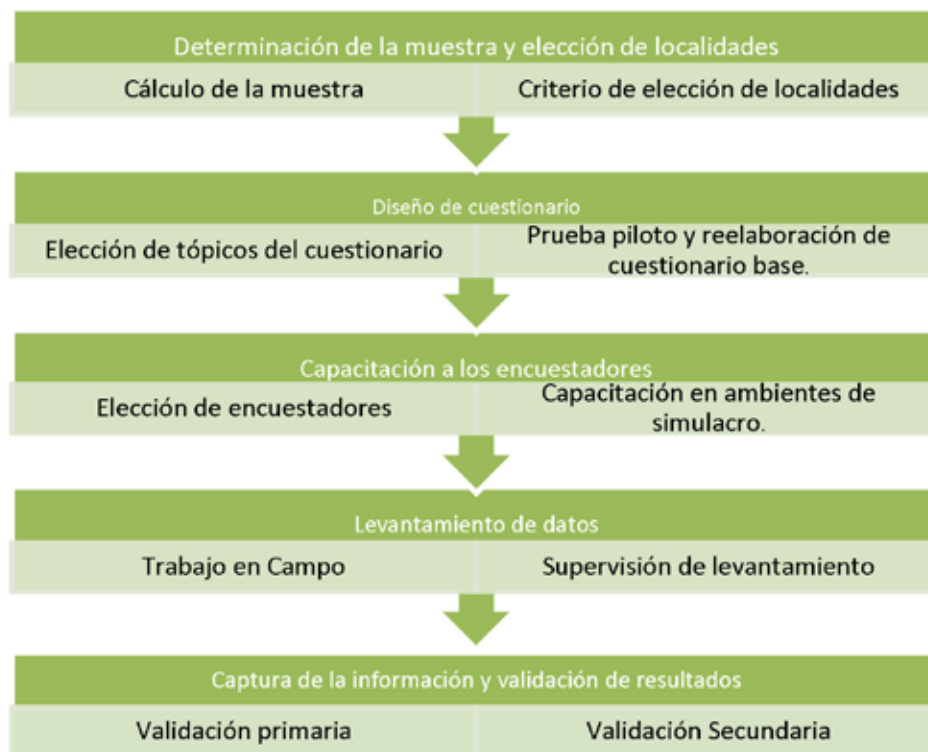 Determinación de la muestra y elección de localidades
Cálculo de la muestra
Criterio de elección de localidades
Diseño de cuestionario
Elección de tópicos del cuestionario
Prueba piloto y reelaboración de
cuestionario base.
Capacitación a los encuestadores
Elección de encuestadores
Capacitación en ambientes de
simulacro.
Levantamiento de datos
Trabajo en Campo
Supervisión de levantamiento
Captura de la información y validación de resultados
Validación primaria
Validación Secundaria